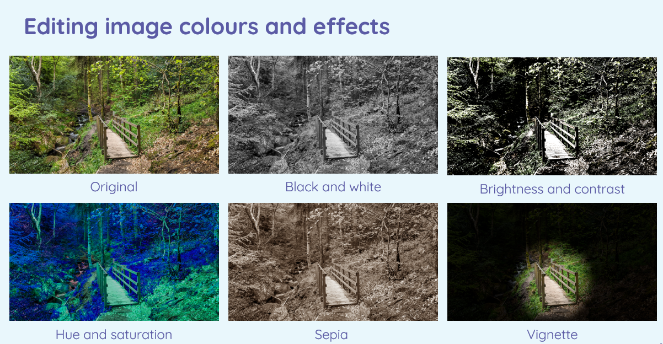 Editing image colours and effects
Original
Black and white
Brightness and contrast
Hue and saturation
Sepia
Vignette